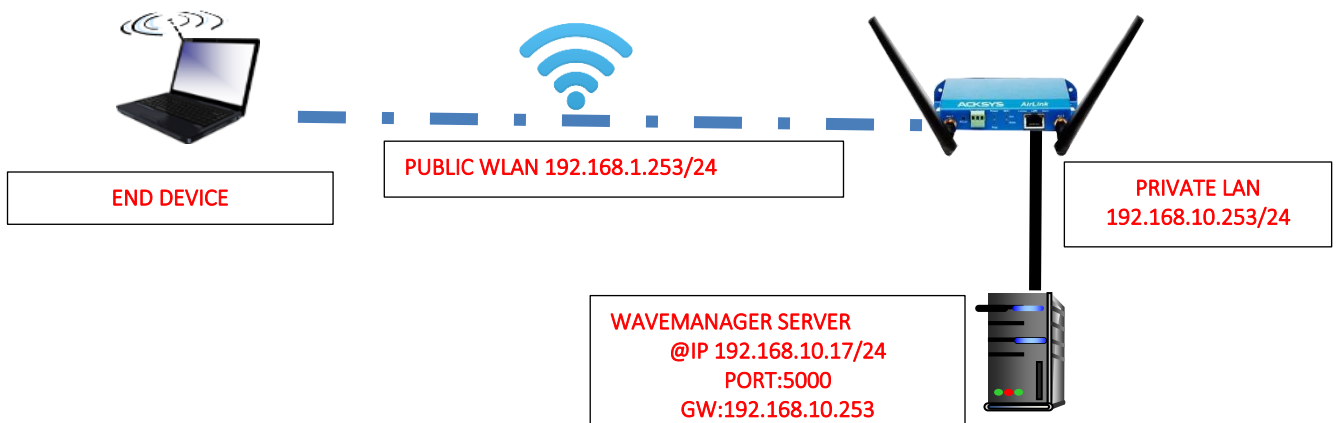 ACKSYS AirLink
PUBLIC WLAN 192.168.1.253/24
END DEVICE
PRIVATE LAN
192.168.10.253/24
WAVEMANAGER SERVER
@IP 192.168.10.17/24
PORT:5000
GW:192.168.10.253